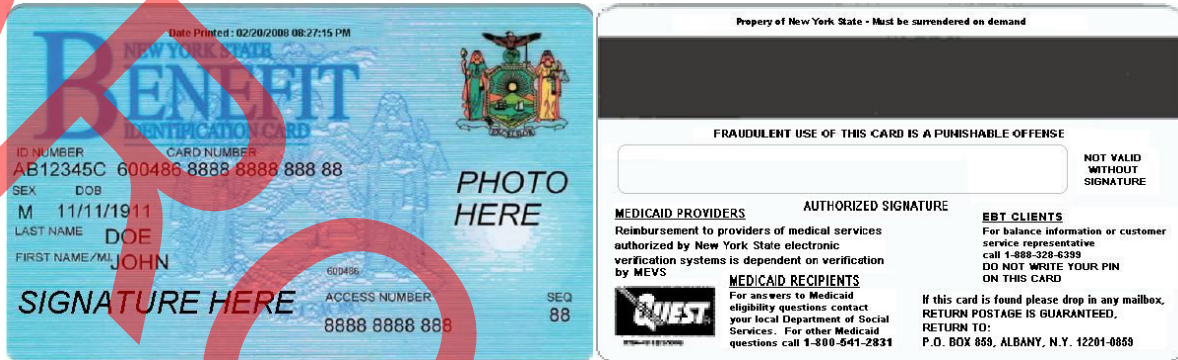 Date Printed : 02/20/2008 08:27:15 PM
NEW YORK STATE
BENEFIT
IDENTIFICATION CARD
EXCELSIOR
ID NUMBER CARD NUMBER
AB12345C 600486 8888 8888 888 88
SEX DOB
M 11/11/1911
LAST NAME DOE
FIRST NAME/M.I. JOHN
PHOTO
HERE
600486
SIGNATURE HERE
ACCESS NUMBER SEQ
8888 8888 888 88
Propery of New York State - Must be surrendered on demand
FRAUDULENT USE OF THIS CARD IS A PUNISHABLE OFFENSE
NOT VALID
WITHOUT
SIGNATURE
AUTHORIZED SIGNATURE
MEDICAID PROVIDERS
Reimbursement to providers of medical services
authorized by New York State electronic
verification systems is dependent on verification
by MEVS
EBT CLIENTS
For balance information or customer
service representative
call 1-888-328-6399
DO NOT WRITE YOUR PIN
ON THIS CARD
QUEST
MEDICAID RECIPIENTS
For answers to Medicaid
eligibility questions contact
your local Department of Social
Services. For other Medicaid
questions call 1-800-541-2831
If this card is found please drop in any mailbox,
RETURN POSTAGE IS GUARANTEED,
RETURN TO:
P.O. BOX 859, ALBANY, N.Y. 12201-0859